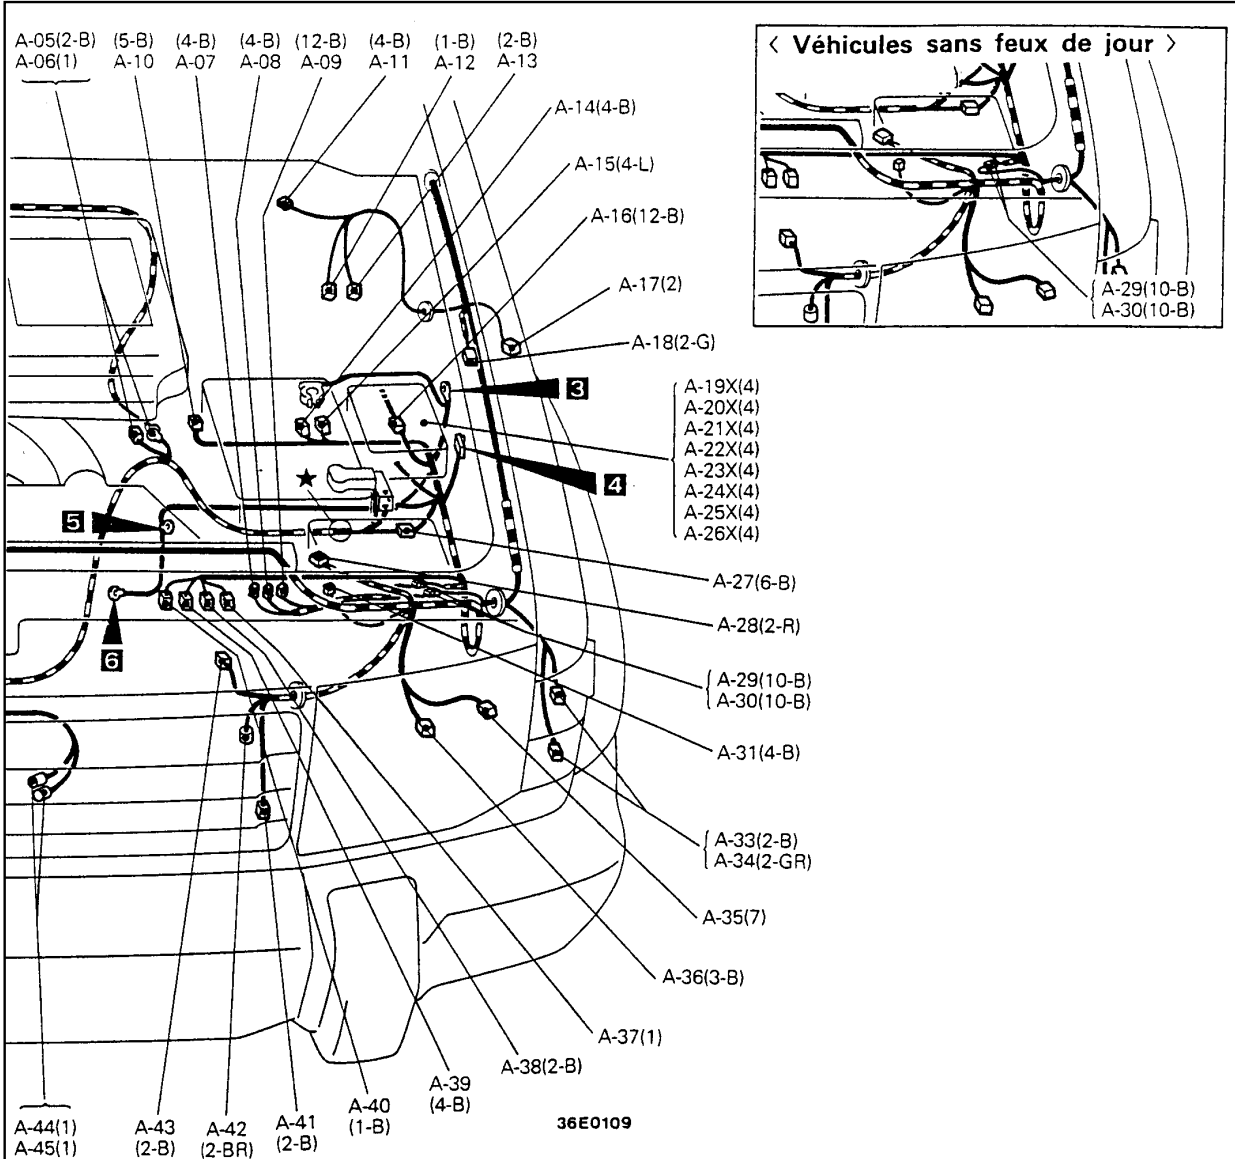 A-05(2-B) (5-B) (4-B) (4-B) (12-B) (4-B) (1-B) (2-B)
A-06(1) A-10 A-07 A-08 A-09 A-11 A-12 A-13
< Véhicules sans feux de jour >
A-14(4-B)
A-15(4-L)
A-16(12-B)
A-17(2)
A-29(10-B)
A-30(10-B)
A-18(2-G)
3
A-19X(4)
A-20X(4)
A-21X(4)
A-22X(4)
A-23X(4)
A-24X(4)
A-25X(4)
A-26X(4)
4
5
A-27(6-B)
A-28(2-R)
6
A-29(10-B)
A-30(10-B)
A-31(4-B)
A-33(2-B)
A-34(2-GR)
A-35(7)
A-36(3-B)
A-37(1)
A-38(2-B)
A-39
(4-B)
A-40
(1-B)
36E0109
A-44(1) A-43 A-42 A-41
A-45(1) (2-B) (2-BR) (2-B)